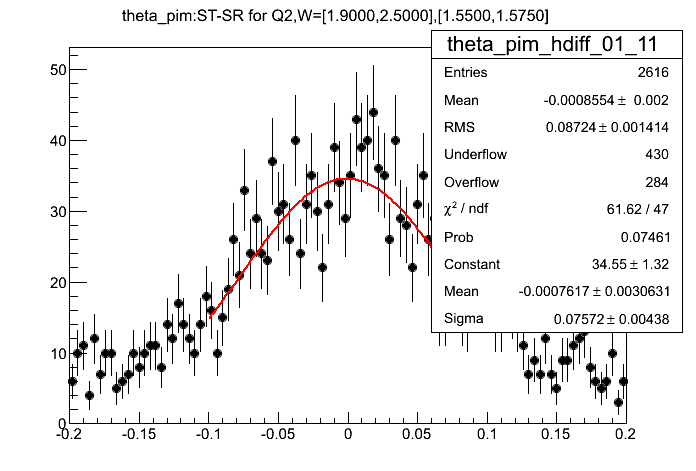 theta_pim:ST-SR for Q2,W=[1.9000,2.5000],[1.5500,1.5750]
theta_pim_hdiff_01_11
Entries 2616
Mean -0.0008554 ± 0.002
RMS 0.08724 ± 0.001414
Underflow 430
Overflow 284
χ² / ndf 61.62 / 47
Prob 0.07461
Constant 34.55 ± 1.32
Mean -0.0007617 ± 0.0030631
Sigma 0.07572 ± 0.00438
50
40
30
20
10
0
-0.2 -0.15 -0.1 -0.05 0 0.05 0.1 0.15 0.2